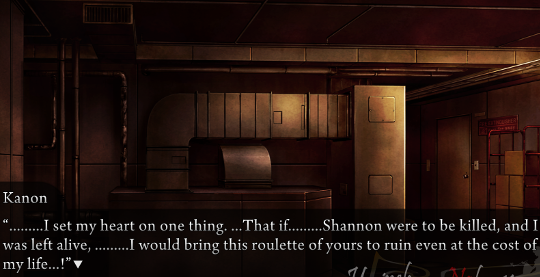 Kanon
“.........I set my heart on one thing. ...That if.........Shannon were to be killed, and I
was left alive, .........I would bring this roulette of yours to ruin even at the cost of
my life...!”▼